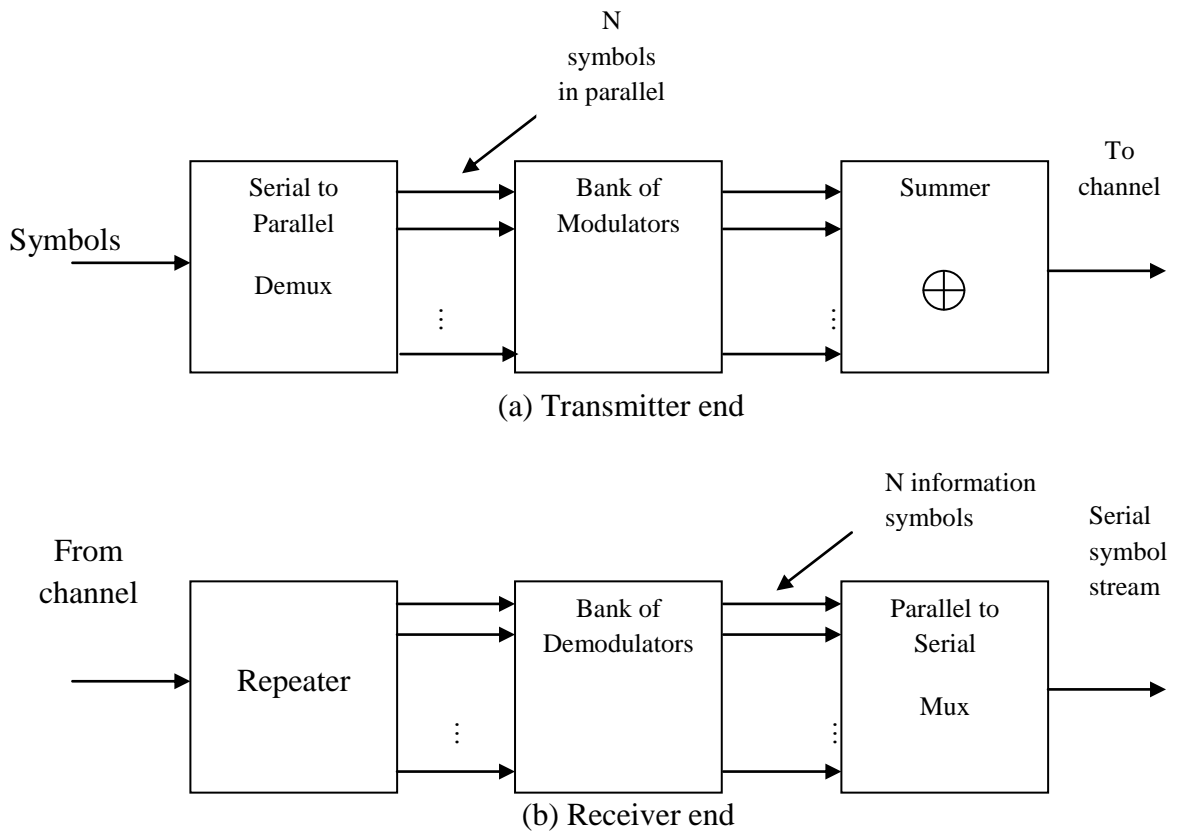 N
symbols
in parallel
To
channel
Symbols
Serial to
Parallel
Demux
⋮
Bank of
Modulators
⋮
Summer
(a) Transmitter end
N information
symbols
Serial
symbol
stream
From
channel
Repeater
⋮
Bank of
Demodulators
⋮
Parallel to
Serial
Mux
(b) Receiver end